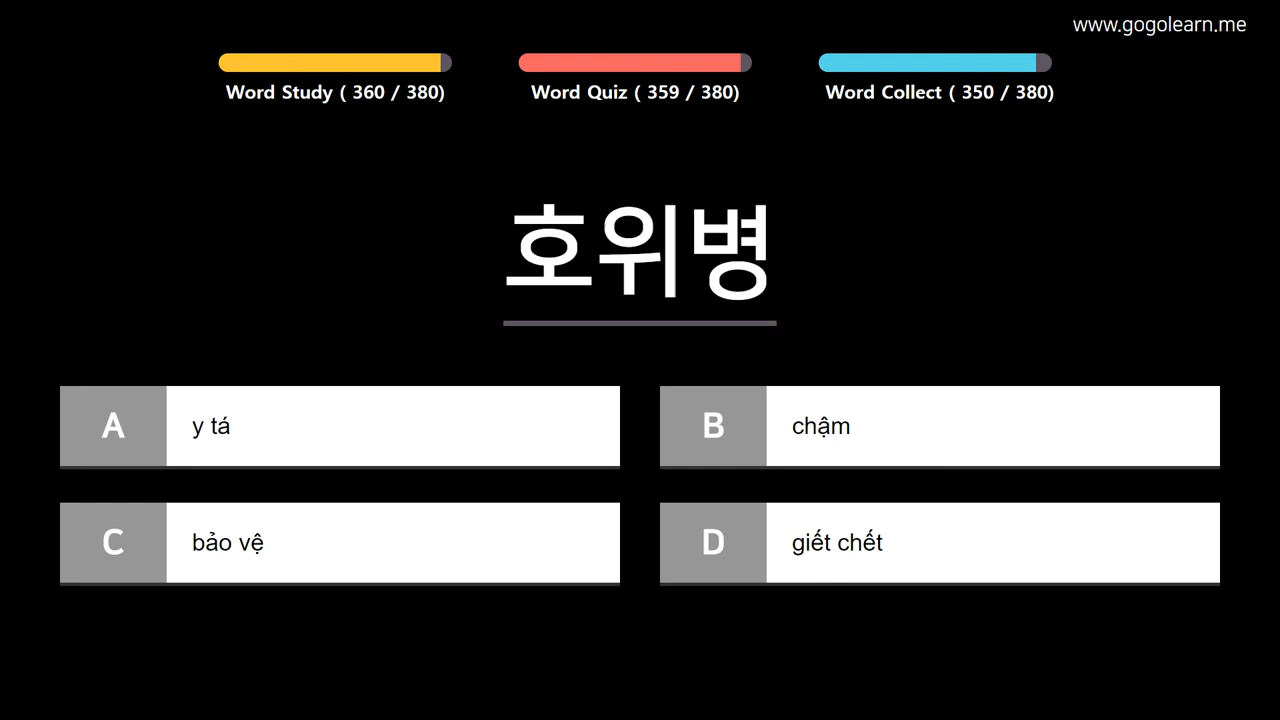 www.gogolearn.me
Word Study ( 360 / 380)
Word Quiz ( 359 / 380)
Word Collect ( 350 / 380)
호위병
A y tá
B chậm
C bảo vệ
D giết chết